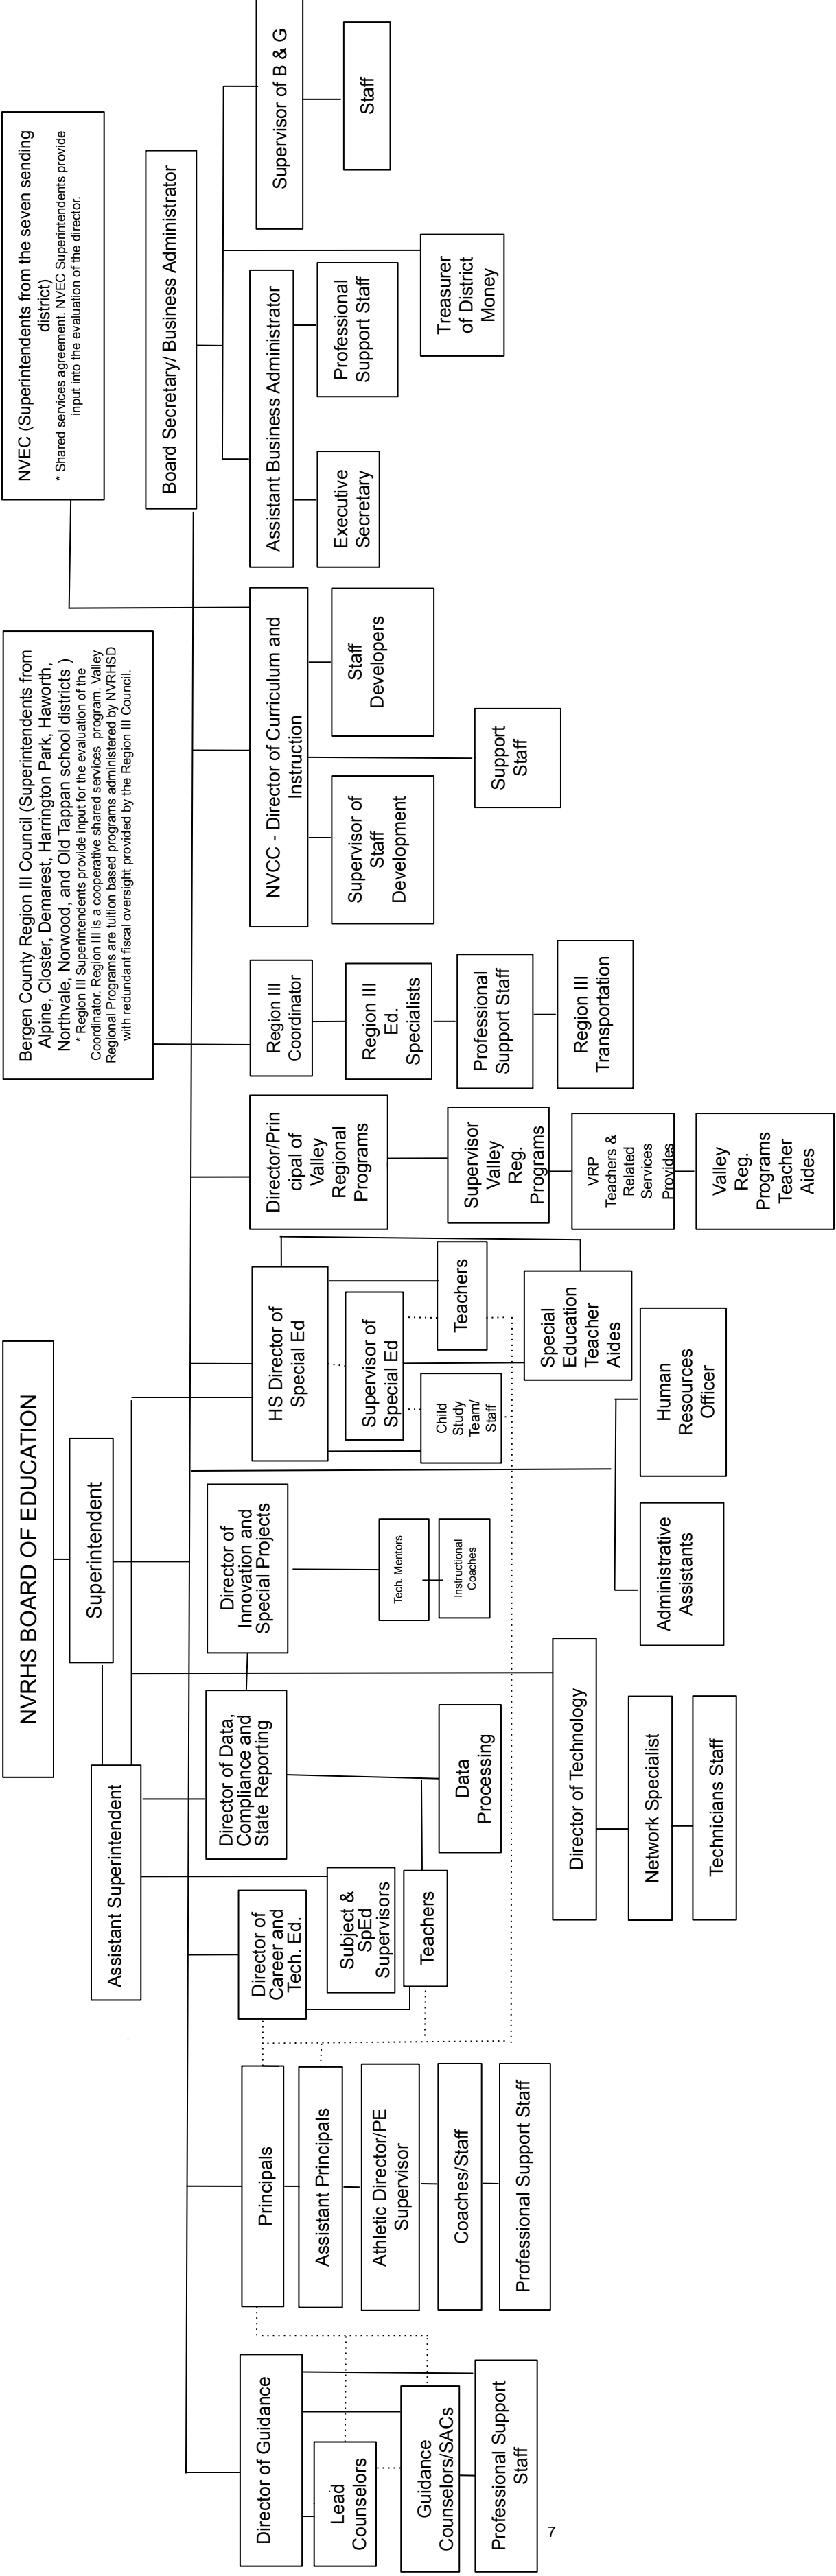 NVRHS BOARD OF EDUCATION
Superintendent
Assistant Superintendent
Bergen County Region III Council (Superintendents from
Alpine, Closter, Demarest, Harrington Park, Haworth,
Northvale, Norwood, and Old Tappan school districts )
* Region III Superintendents provide input for the evaluation of the
Coordinator. Region III is a cooperative shared services program. Valley
Regional Programs are tuition based programs administered by NVRHSD
with redundant fiscal oversight provided by the Region III Council.
NVEC (Superintendents from the seven sending
district)
* Shared services agreement. NVEC Superintendents provide
input into the evaluation of the director.
Board Secretary/ Business Administrator
Director of Guidance
Lead
Counselors
Guidance
Counselors/SACs
Professional Support
Staff
Principals
Assistant Principals
Athletic Director/PE
Supervisor
Coaches/Staff
Professional Support Staff
Director of
Career and
Tech. Ed.
Subject &
SpEd
Supervisors
Teachers
Director of Data,
Compliance and
State Reporting
Data
Processing
Director of
Innovation and
Special Projects
Tech. Mentors
Instructional
Coaches
Director of Technology
Network Specialist
Technicians Staff
Administrative
Assistants
Human
Resources
Officer
HS Director of
Special Ed
Supervisor of
Special Ed
Child
Study
Team/
Staff
Teachers
Special
Education
Teacher
Aides
Director/Prin
cipal of
Valley
Regional
Programs
Supervisor
Valley
Reg.
Programs
VRP
Teachers &
Related
Services
Provides
Valley
Reg.
Programs
Teacher
Aides
Region III
Coordinator
Region III
Ed.
Specialists
Professional
Support Staff
Region III
Transportation
NVCC - Director of Curriculum and
Instruction
Supervisor of
Staff
Development
Staff
Developers
Support
Staff
Assistant Business Administrator
Executive
Secretary
Professional
Support Staff
Treasurer
of District
Money
Supervisor of B & G
Staff
7